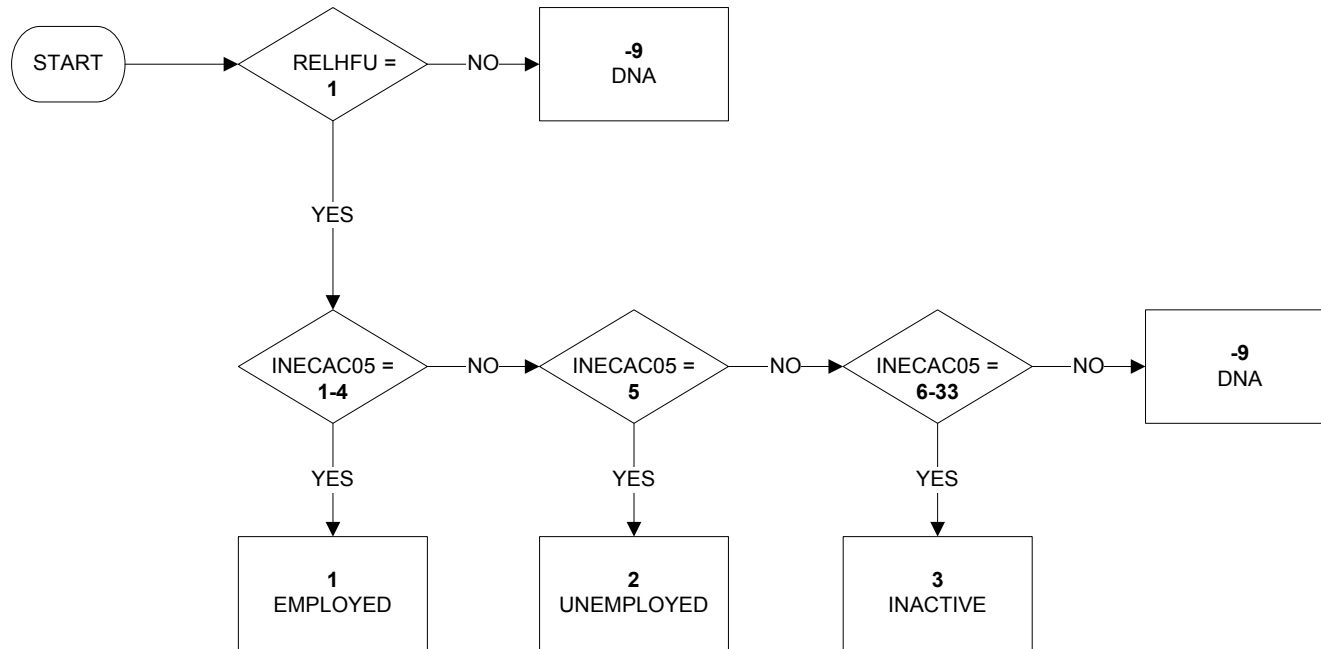 START
RELHFU =
1
NO
-9
DNA
YES
INECAC05 =
1-4
NO
INECAC05 =
5
NO
INECAC05 =
6-33
NO
-9
DNA
YES
YES
YES
1
EMPLOYED
2
UNEMPLOYED
3
INACTIVE